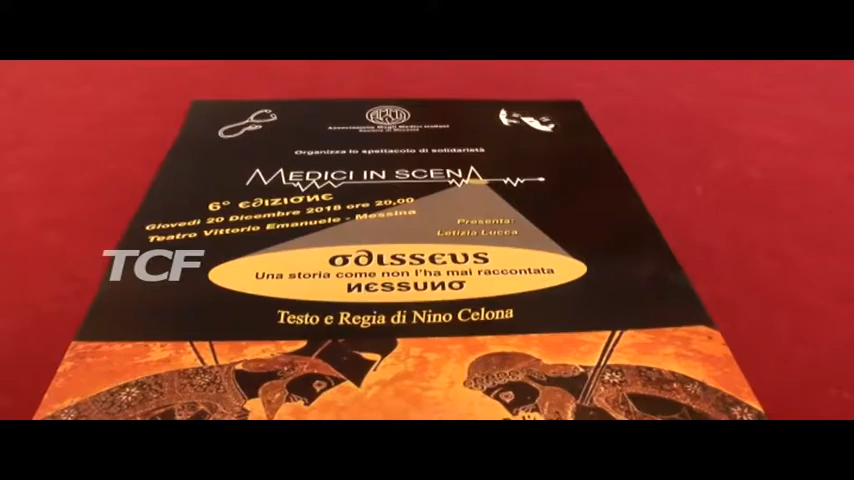 Associazione Medici Italiani
Organizza lo spettacolo di solidarietà
MEDICI IN SCENA
6° e∂izione
Giovedì 20 Dicembre 2018 ore 20,00
Teatro Vittorio Emanuele - Messina
Presenta:
Letizia Lucca
TCF
σ∂ιsseus
Una storia come non l'ha mai raccontata
nessuno
Testo e Regia di Nino Celona